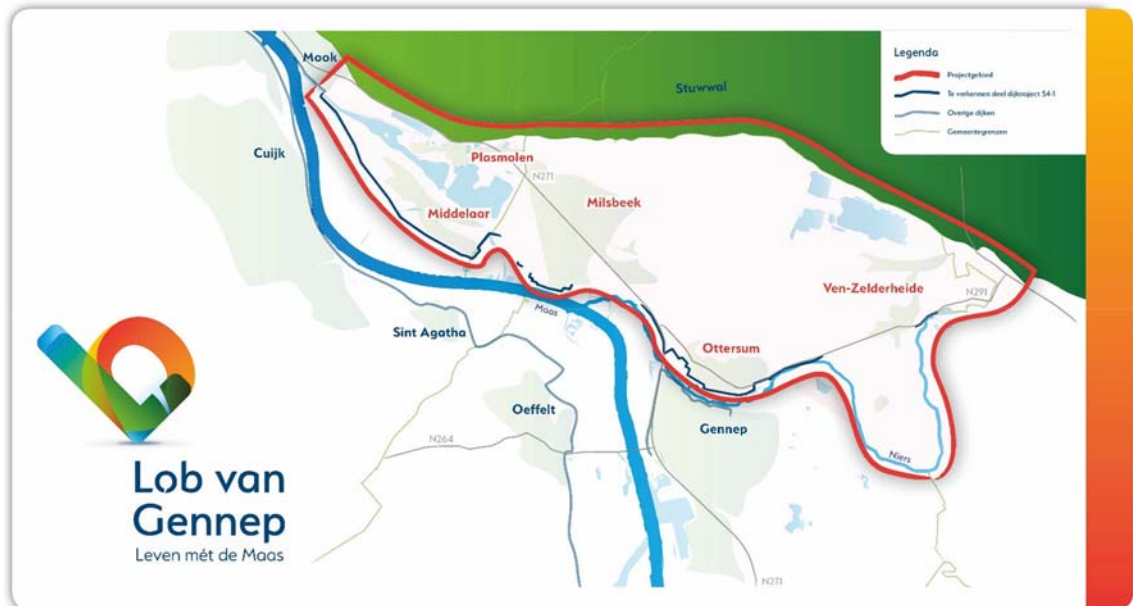 Mook
Stuwwal
Legenda
Projectgebied
Te verkennen deel dijktraject 54-1
Overige dijken
Gemeentegrenzen
Cuijk
Plasmolen
N271
Milsbeek
Middelaar
Ven-Zelderheide
N291
Maas
Sint Agatha
Ottersum
Oeffelt
Gennep
N264
Niers
N271
Lob van
Gennep
Leven mét de Maas